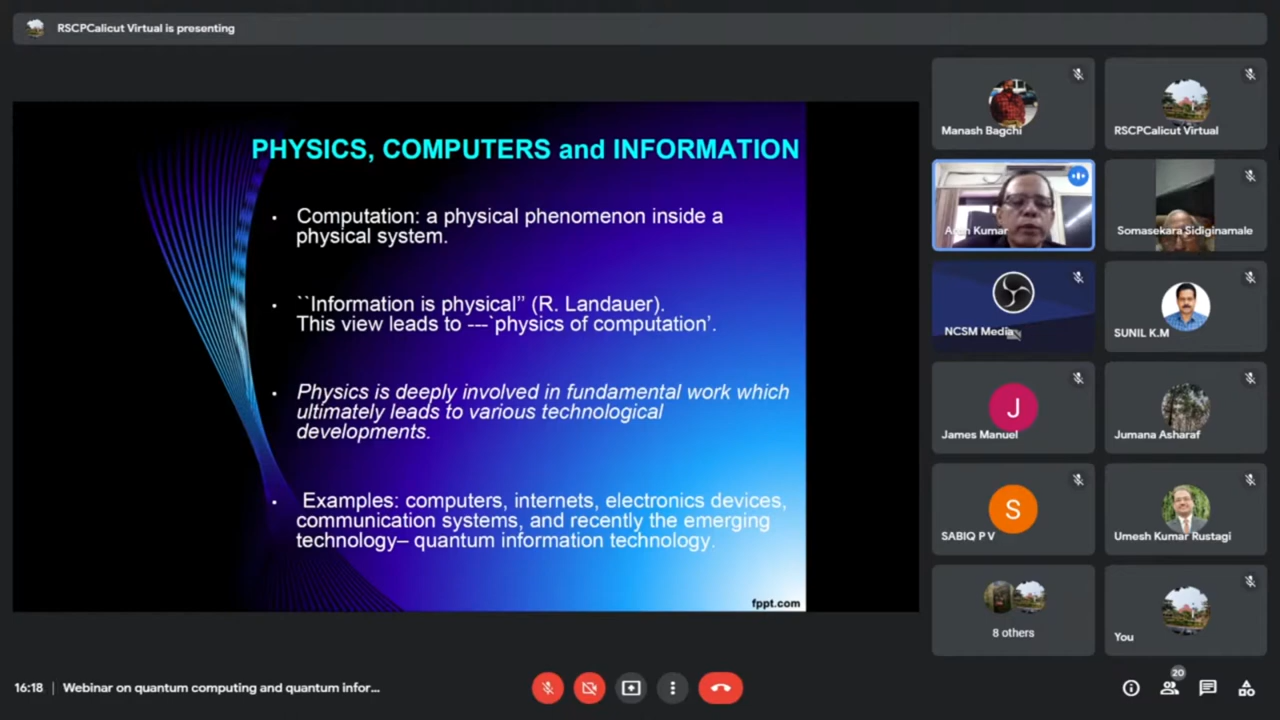 RSCPCalicut Virtual is presenting
PHYSICS, COMPUTERS and INFORMATION
• Computation: a physical phenomenon inside a
physical system.
• ``Information is physical’’ (R. Landauer).
This view leads to ---`physics of computation’.
• Physics is deeply involved in fundamental work which
ultimately leads to various technological
developments.
• Examples: computers, internets, electronics devices,
communication systems, and recently the emerging
technology– quantum information technology.
fppt.com
Manash Bagchi
RSCPCalicut Virtual
Arun Kumar
Somasekara Sidiginamale
NCSM Media
SUNIL K.M
J
James Manuel
Jumana Asharaf
S
SABIQ P V
Umesh Kumar Rustagi
8 others
You
16:18 | Webinar on quantum computing and quantum infor...
20